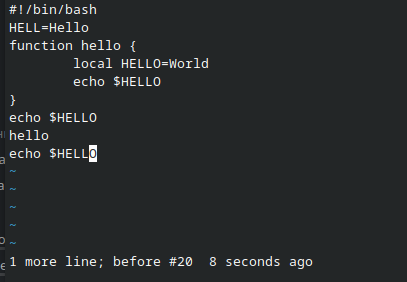 #!/bin/bash
HELL=Hello
function hello {
        local HELLO=World
        echo $HELLO
}
echo $HELLO
hello
echo $HELLO
~
~
~
~
~
1 more line; before #20  8 seconds ago